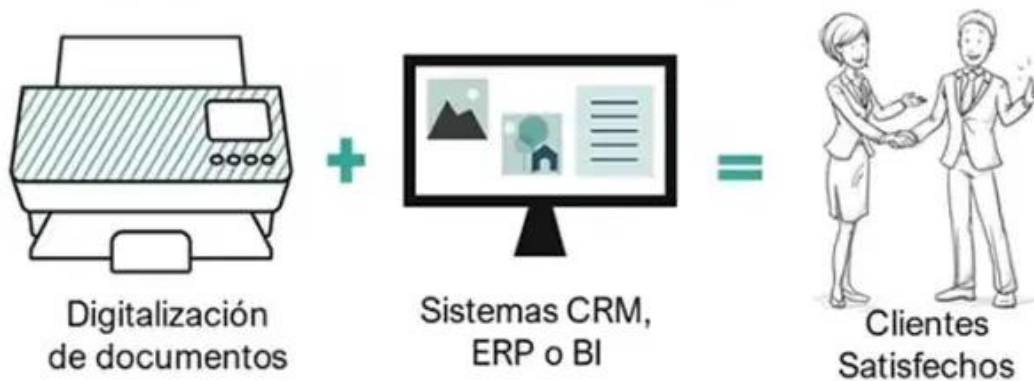 Digitalización
de documentos
Sistemas CRM,
ERP o BI
Clientes
Satisfechos